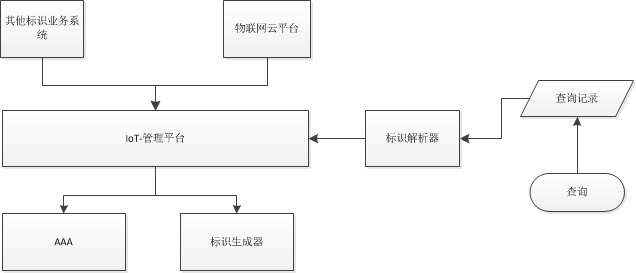 其他标识业务系
统
物联网云平台
IoT-管理平台
标识解析器
查询记录
查询
AAA
标识生成器